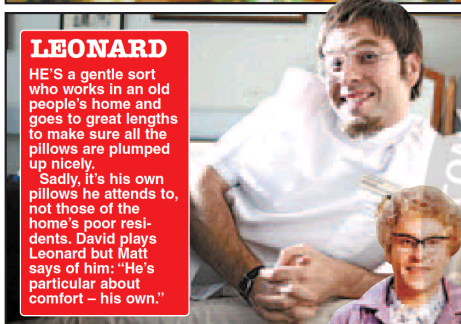 LEONARD
HE'S a gentle sort
who works in an old
people's home and
goes to great lengths
to make sure all the
pillows are plumped
up nicely.
Sadly, it's his own
pillows he attends to,
not those of the
home's poor resi-
dents. David plays
Leonard but Matt
says of him: “He's
particular about
comfort – his own.”